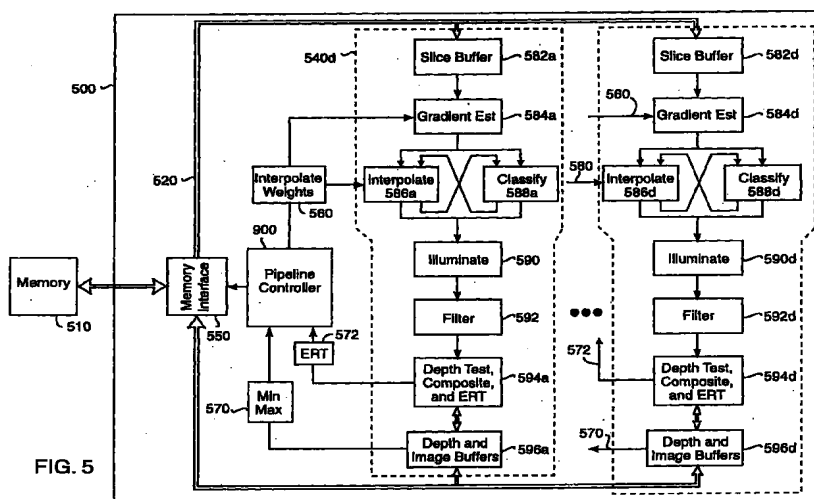 500
520
540d
Slice Buffer
582a
Gradient Est
584a
Interpolate
Weights
560
Interpolate
586a
Classify
588a
900
Pipeline
Controller
Illuminate
590
Memory
510
Memory
Interface
550
Filter
592
572
ERT
Depth Test,
Composite,
and ERT
594a
570
Min
Max
Depth and
Image Buffers
596a
Slice Buffer
582d
560
Gradient Est
584d
580
Interpolate
586d
Classify
588d
Illuminate
590d
Filter
592d
572
Depth Test,
Composite,
and ERT
594d
570
Depth and
Image Buffers
596d
FIG. 5